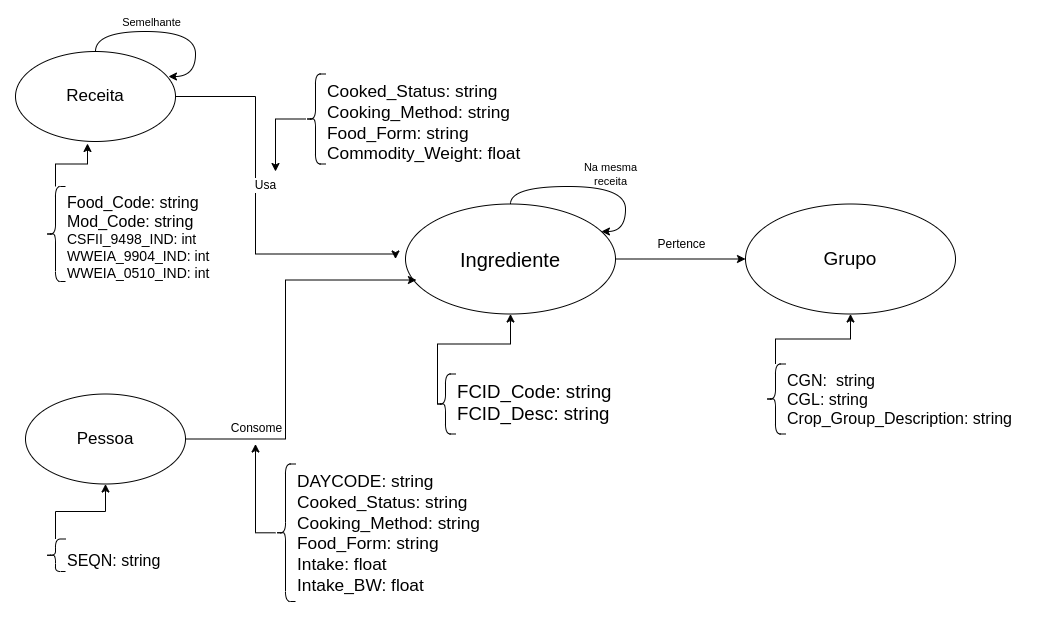 Semelhante
Receita
Cooked_Status: string
Cooking_Method: string
Food_Form: string
Commodity_Weight: float
Usa
Food_Code: string
Mod_Code: string
CSFII_9498_IND: int
WWEIA_9904_IND: int
WWEIA_0510_IND: int
Na mesma
receita
Ingrediente
Pertence
Grupo
FCID_Code: string
FCID_Desc: string
CGN:  string
CGL: string
Crop_Group_Description: string
Pessoa
Consome
SEQN: string
DAYCODE: string
Cooked_Status: string
Cooking_Method: string
Food_Form: string
Intake: float
Intake_BW: float